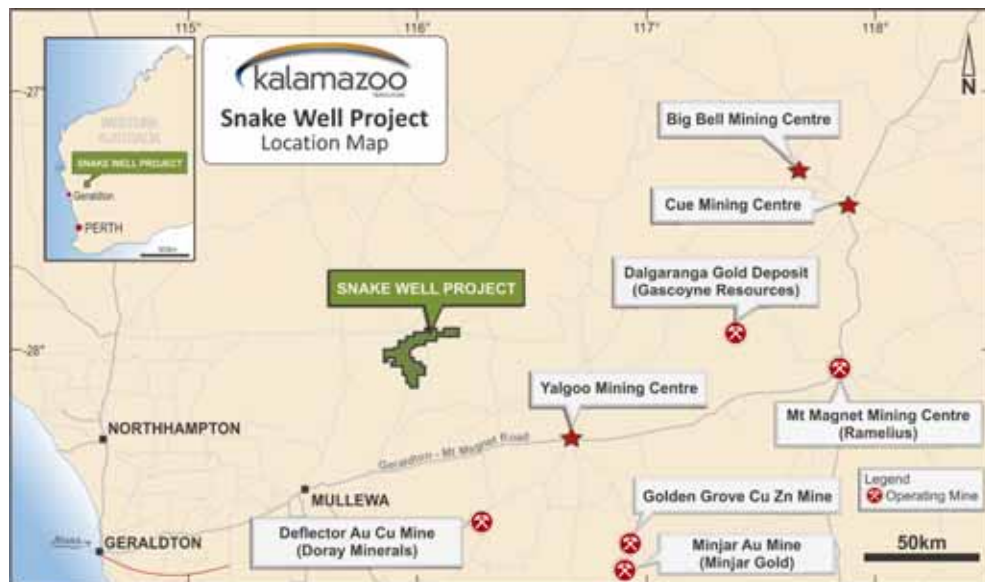 115°
116°
117°
118°
-27°
-28°
kalamazoo
RESOURCES
Snake Well Project
Location Map
WESTERN
AUSTRALIA
SNAKE WELL PROJECT
Geraldton
PERTH
N
Big Bell Mining Centre
Cue Mining Centre
Dalgaranga Gold Deposit
(Gascoyne Resources)
SNAKE WELL PROJECT
Yalgoo Mining Centre
Mt Magnet Mining Centre
(Ramelius)
NORTHHAMPTON
Geraldton - Mt Magnet Road
MULLEWA
Golden Grove Cu Zn Mine
Legend
Operating Mine
Deflector Au Cu Mine
(Doray Minerals)
Minjar Au Mine
(Minjar Gold)
GERALDTON
50km